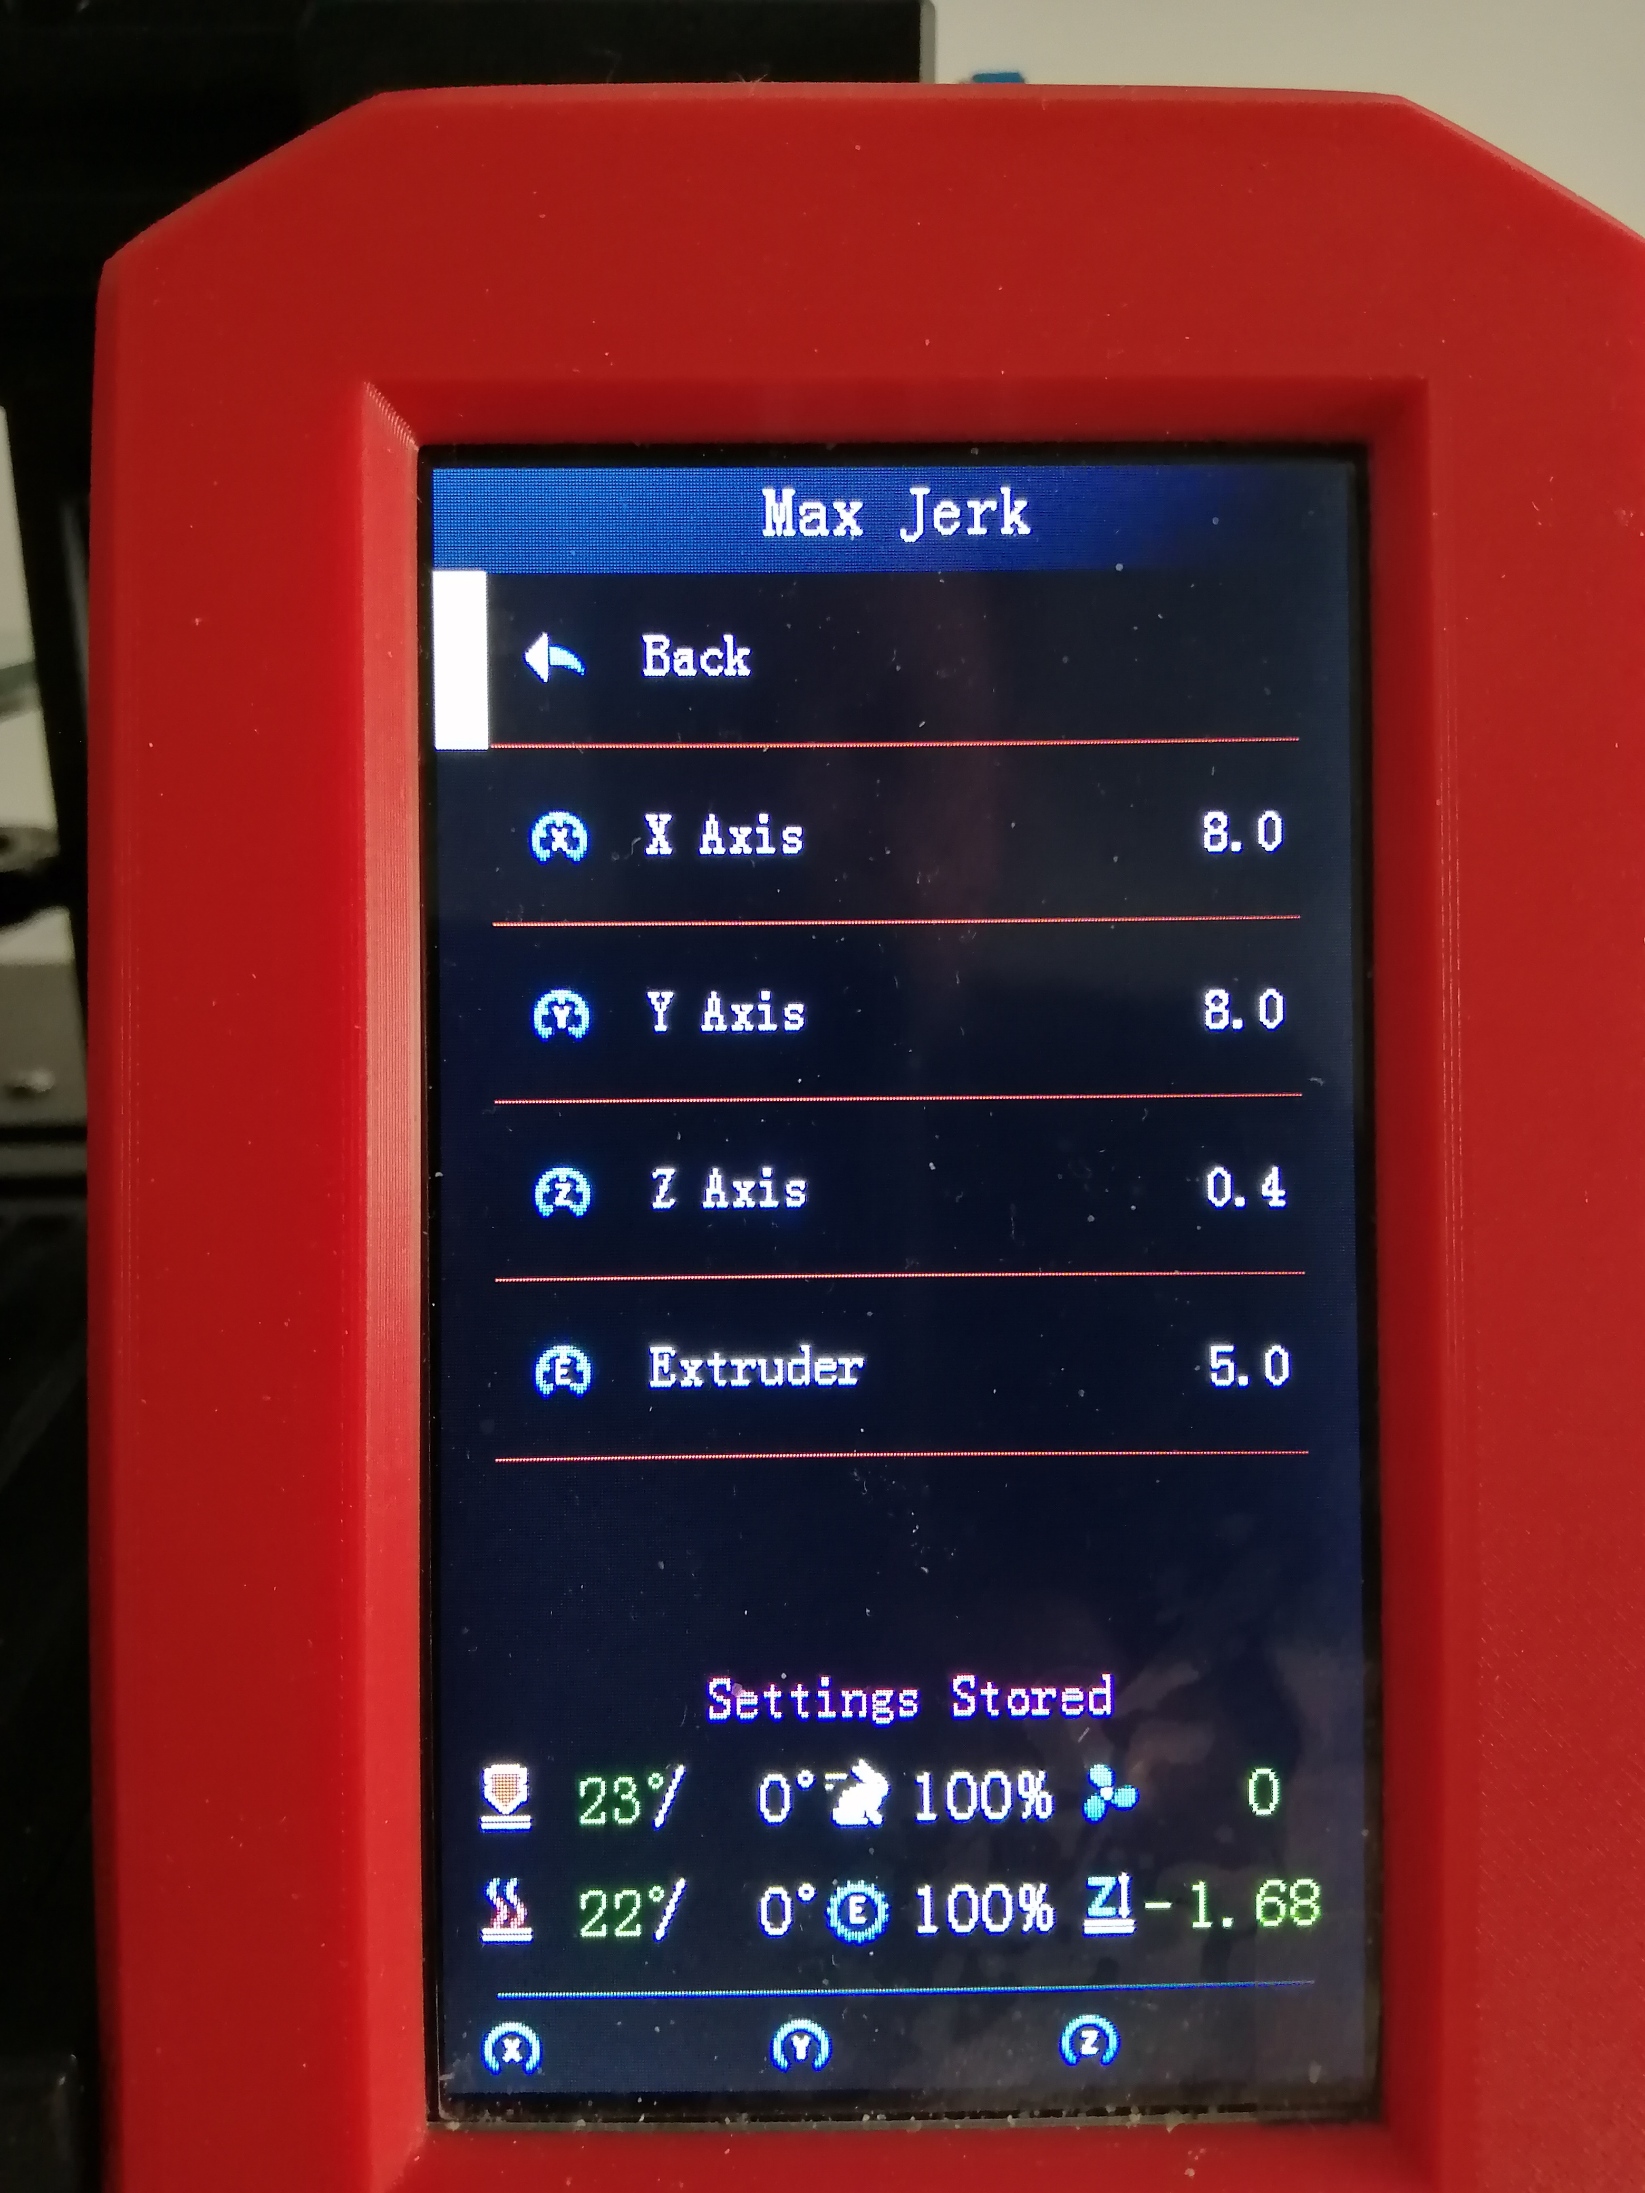 Max Jerk
Back
X X Axis 8.0
Y Y Axis 8.0
Z Z Axis 0.4
E Extruder 5.0
Settings Stored
23°/ 0° 100% 0
22°/ 0° E 100% Z -1.68
X Y Z